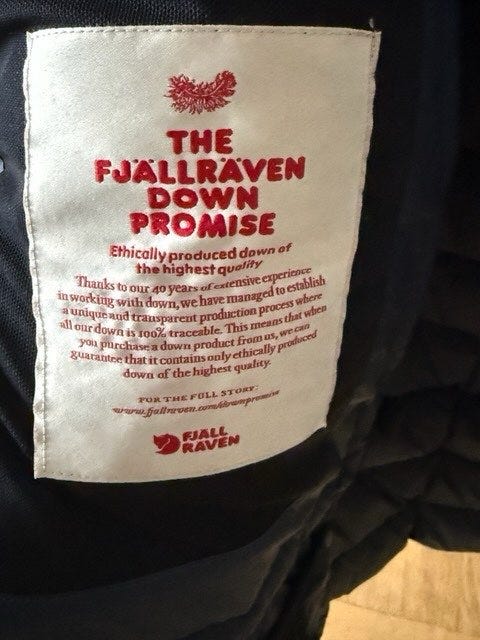 THE
FJÄLLRÄVEN
DOWN
PROMISE
Ethically produced down of
the highest quality
Thanks to our 40 years of extensive experience
in working with down, we have managed to establish
a unique and transparent production process where
all our down is 100% traceable. This means that when
you purchase a down product from us, we can
guarantee that it contains only ethically produced
down of the highest quality.
FOR THE FULL STORY:
www.fjallraven.com/downpromise
FJÄLL
RÄVEN